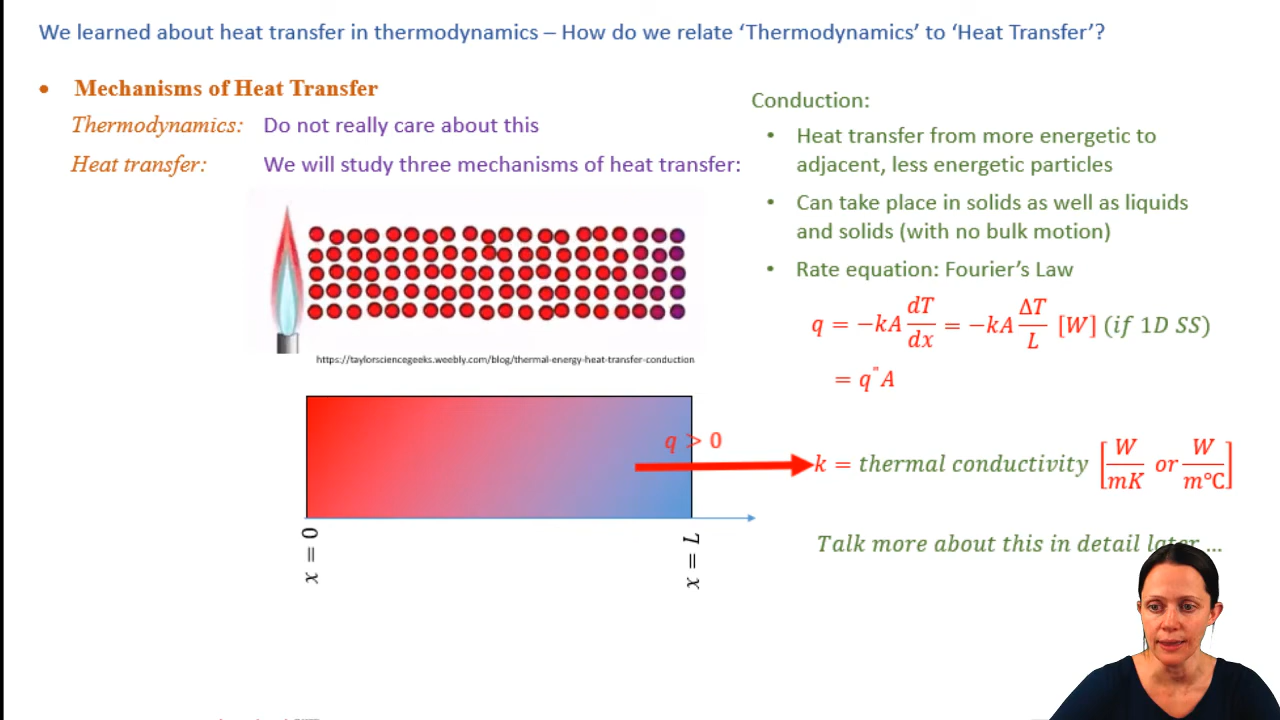 We learned about heat transfer in thermodynamics – How do we relate ‘Thermodynamics’ to ‘Heat Transfer’?
• Mechanisms of Heat Transfer
Thermodynamics: Do not really care about this
Heat transfer: We will study three mechanisms of heat transfer:
https://taylorsciencegeeks.weebly.com/blog/thermal-energy-heat-transfer-conduction
q > 0
x = 0
x = L
Conduction:
• Heat transfer from more energetic to
adjacent, less energetic particles
• Can take place in solids as well as liquids
and solids (with no bulk motion)
• Rate equation: Fourier’s Law
q = −kA dT/dx = −kA ΔT/L [W] (if 1D SS)
= q"A
k = thermal conductivity [W/mK or W/m℃]
Talk more about this in detail later …